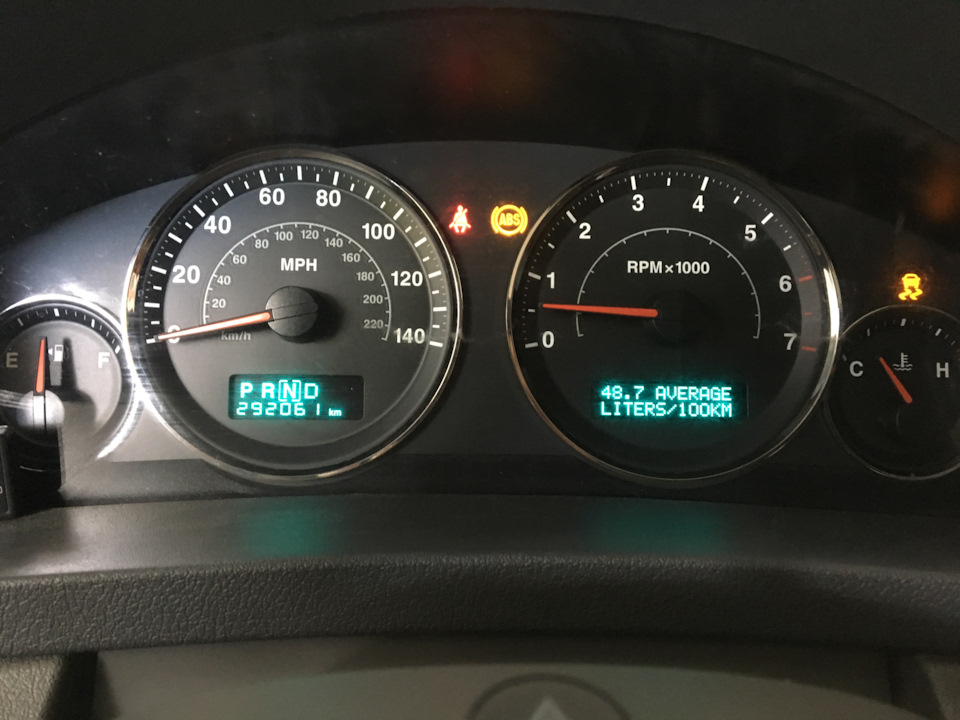 60 80
40 100
20 120
0 140
80 100 120 140
60 160
40 180
20 200
km/h 220
MPH
PRND
292061 km
ABS
3 4
2 5
1 6
0 7
RPM×1000
48.7 AVERAGE
LITERS/100KM
E F
C H